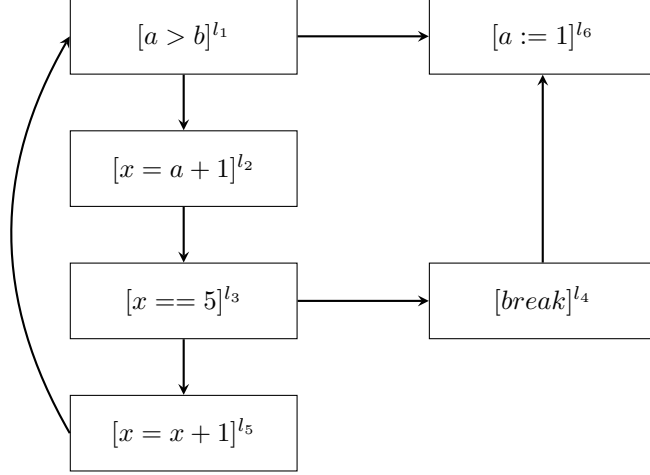 [a > b]^{l_1}
[a := 1]^{l_6}
[x = a + 1]^{l_2}
[x == 5]^{l_3}
[break]^{l_4}
[x = x + 1]^{l_5}